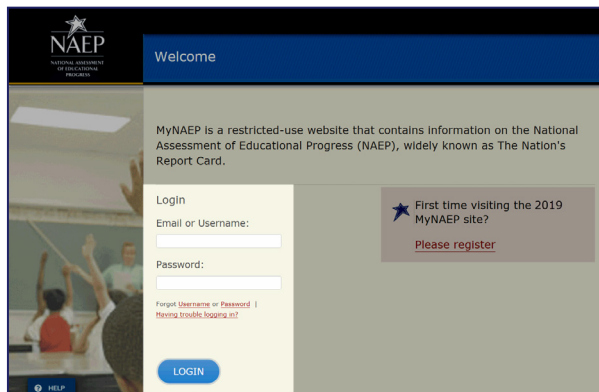 NAEP
NATIONAL ASSESSMENT
OF EDUCATIONAL
PROGRESS
Welcome
MyNAEP is a restricted-use website that contains information on the National
Assessment of Educational Progress (NAEP), widely known as The Nation's
Report Card.
Login
Email or Username:
Password:
Forgot Username or Password |
Having trouble logging in?
LOGIN
First time visiting the 2019
MyNAEP site?
Please register
HELP